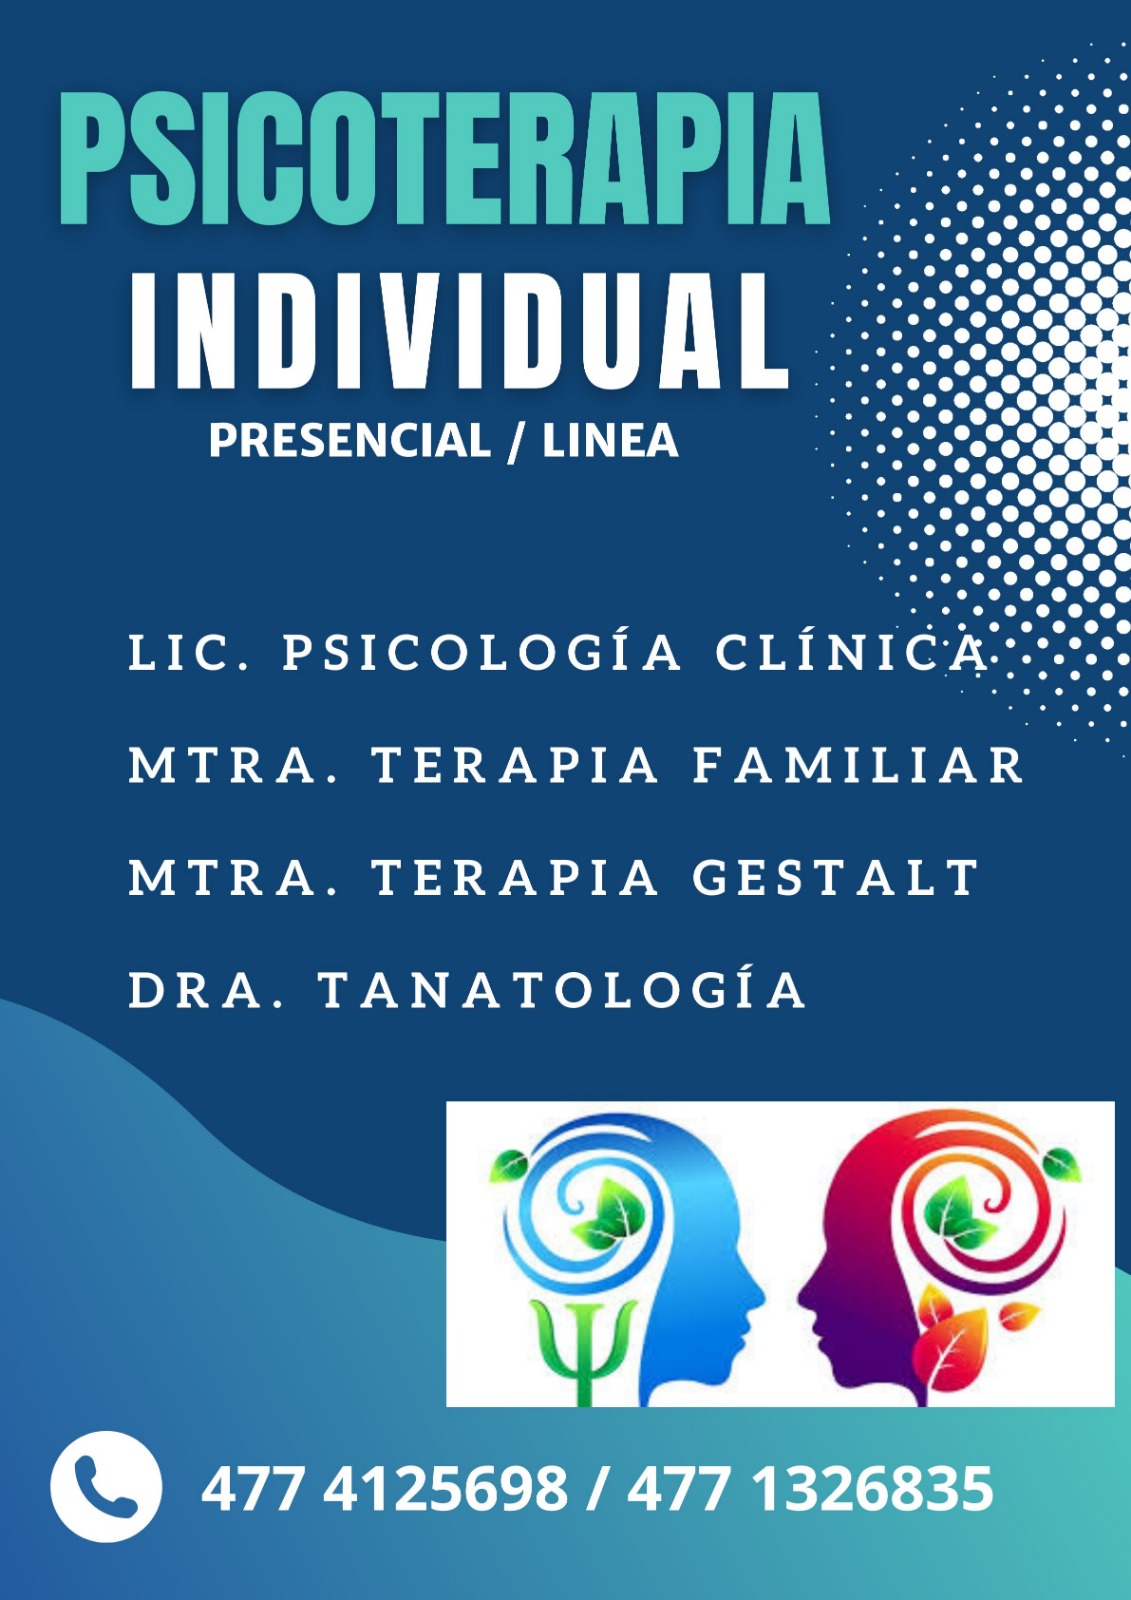 PSICOTERAPIA
INDIVIDUAL
PRESENCIAL / LINEA
LIC. PSICOLOGÍA CLÍNICA
MTRA. TERAPIA FAMILIAR
MTRA. TERAPIA GESTALT
DRA. TANATOLOGÍA
477 4125698 / 477 1326835